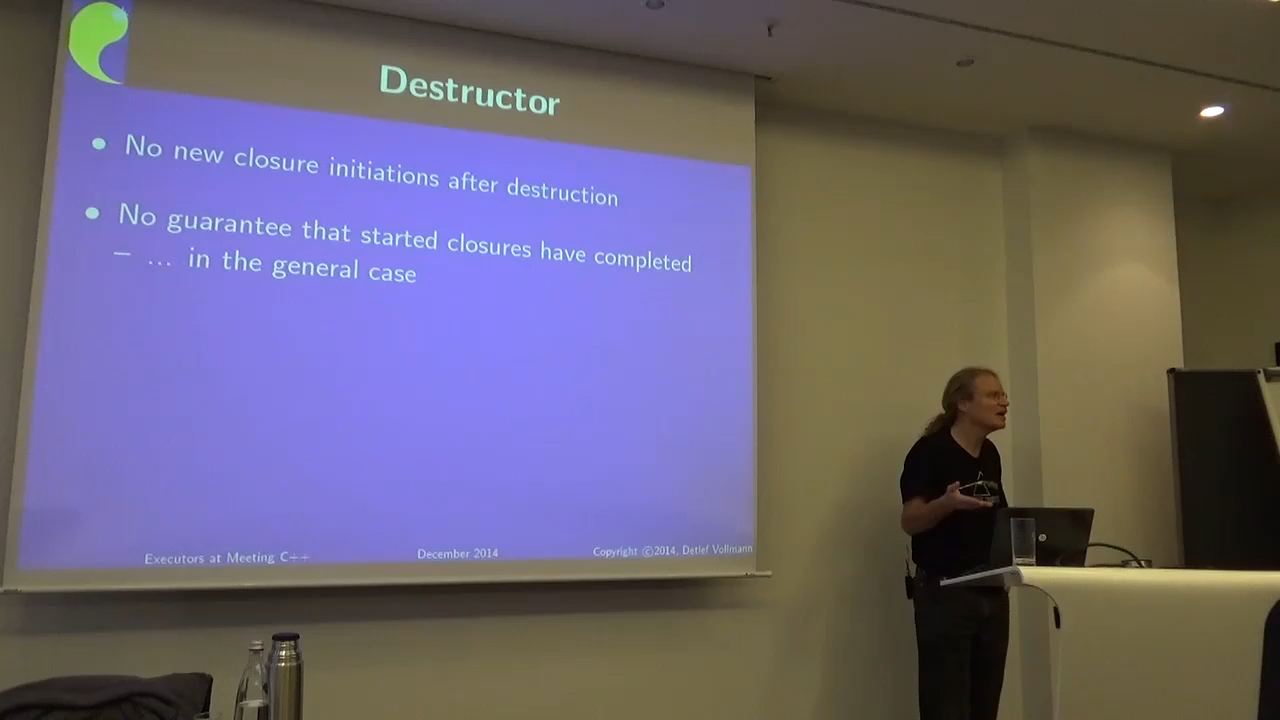 Destructor
• No new closure initiations after destruction
• No guarantee that started closures have completed
– ... in the general case
Executors at Meeting C++
December 2014
Copyright ©2014, Detlef Vollmann
hp